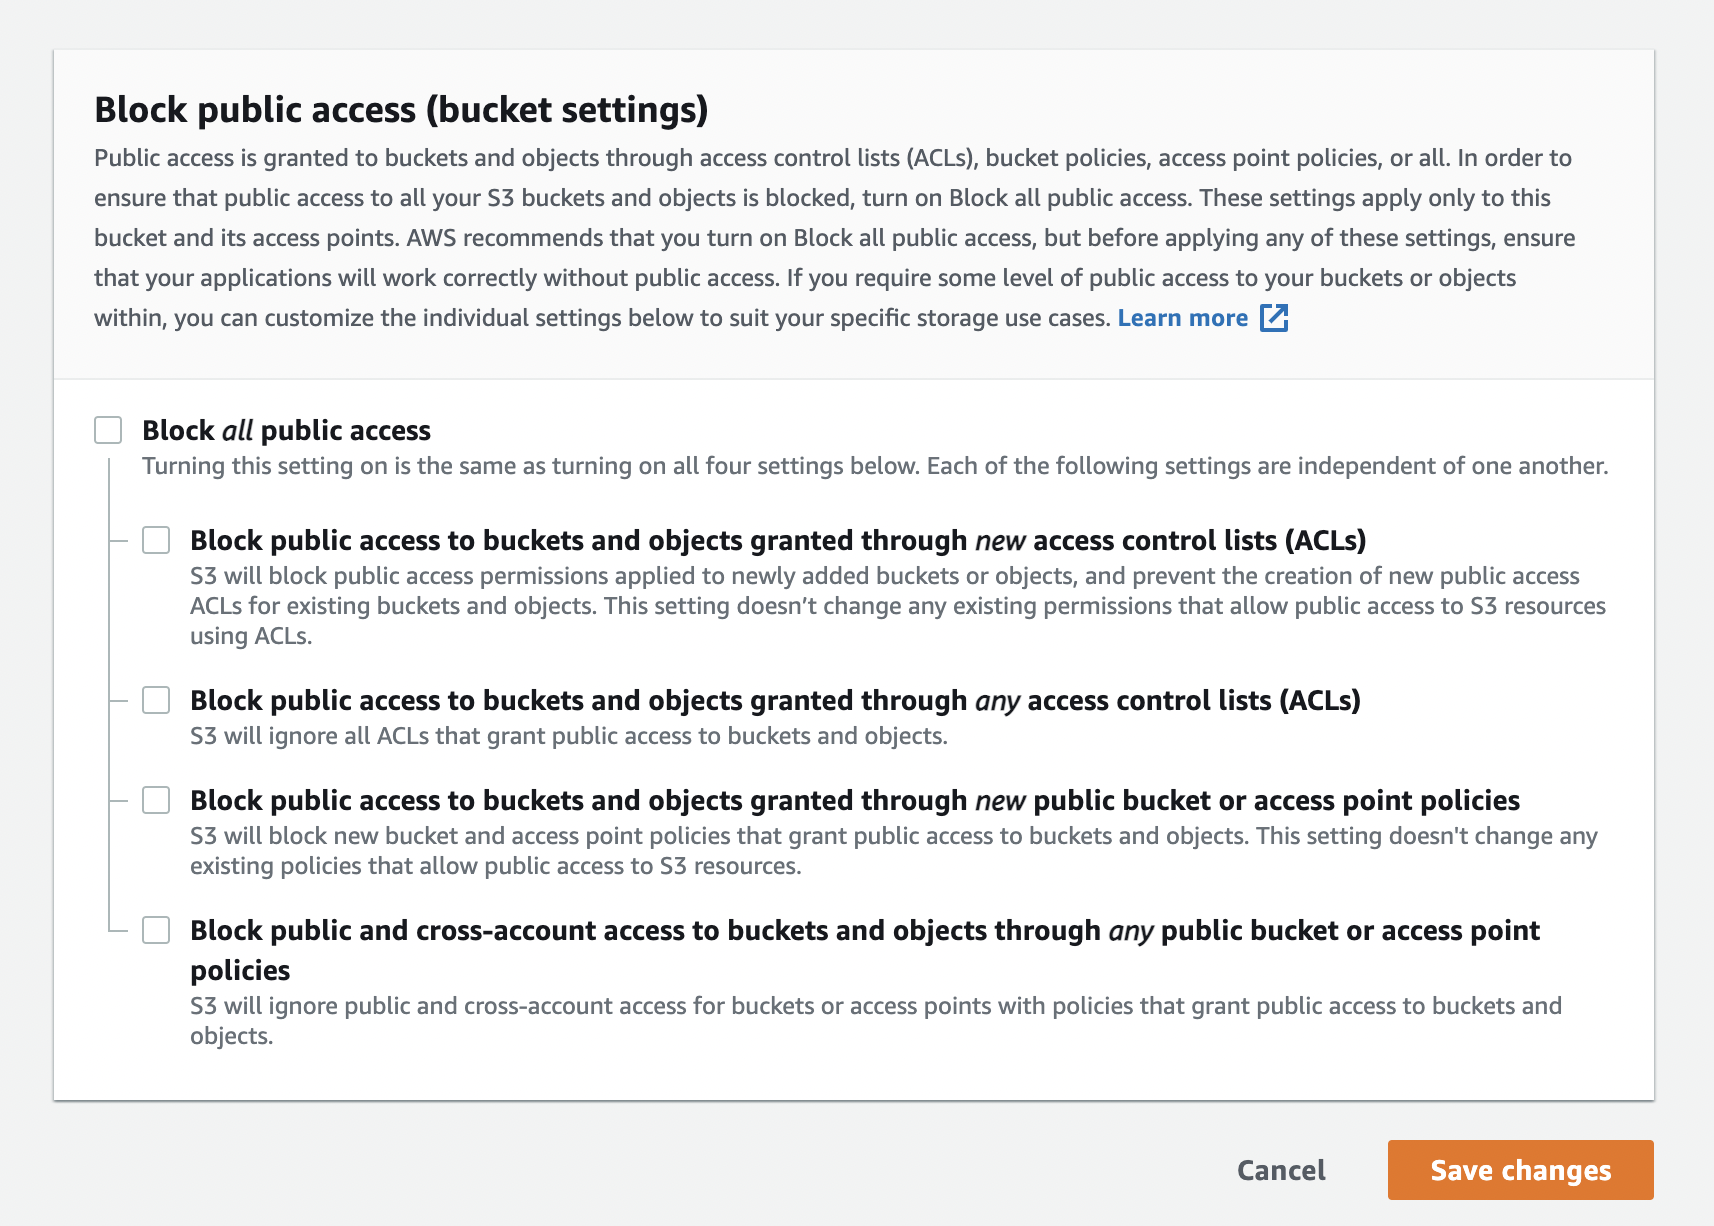 Block public access (bucket settings)
Public access is granted to buckets and objects through access control lists (ACLs), bucket policies, access point policies, or all. In order to
ensure that public access to all your S3 buckets and objects is blocked, turn on Block all public access. These settings apply only to this
bucket and its access points. AWS recommends that you turn on Block all public access, but before applying any of these settings, ensure
that your applications will work correctly without public access. If you require some level of public access to your buckets or objects
within, you can customize the individual settings below to suit your specific storage use cases. Learn more
Block all public access
Turning this setting on is the same as turning on all four settings below. Each of the following settings are independent of one another.
Block public access to buckets and objects granted through new access control lists (ACLs)
S3 will block public access permissions applied to newly added buckets or objects, and prevent the creation of new public access
ACLs for existing buckets and objects. This setting doesn’t change any existing permissions that allow public access to S3 resources
using ACLs.
Block public access to buckets and objects granted through any access control lists (ACLs)
S3 will ignore all ACLs that grant public access to buckets and objects.
Block public access to buckets and objects granted through new public bucket or access point policies
S3 will block new bucket and access point policies that grant public access to buckets and objects. This setting doesn't change any
existing policies that allow public access to S3 resources.
Block public and cross-account access to buckets and objects through any public bucket or access point
policies
S3 will ignore public and cross-account access for buckets or access points with policies that grant public access to buckets and
objects.
Cancel
Save changes